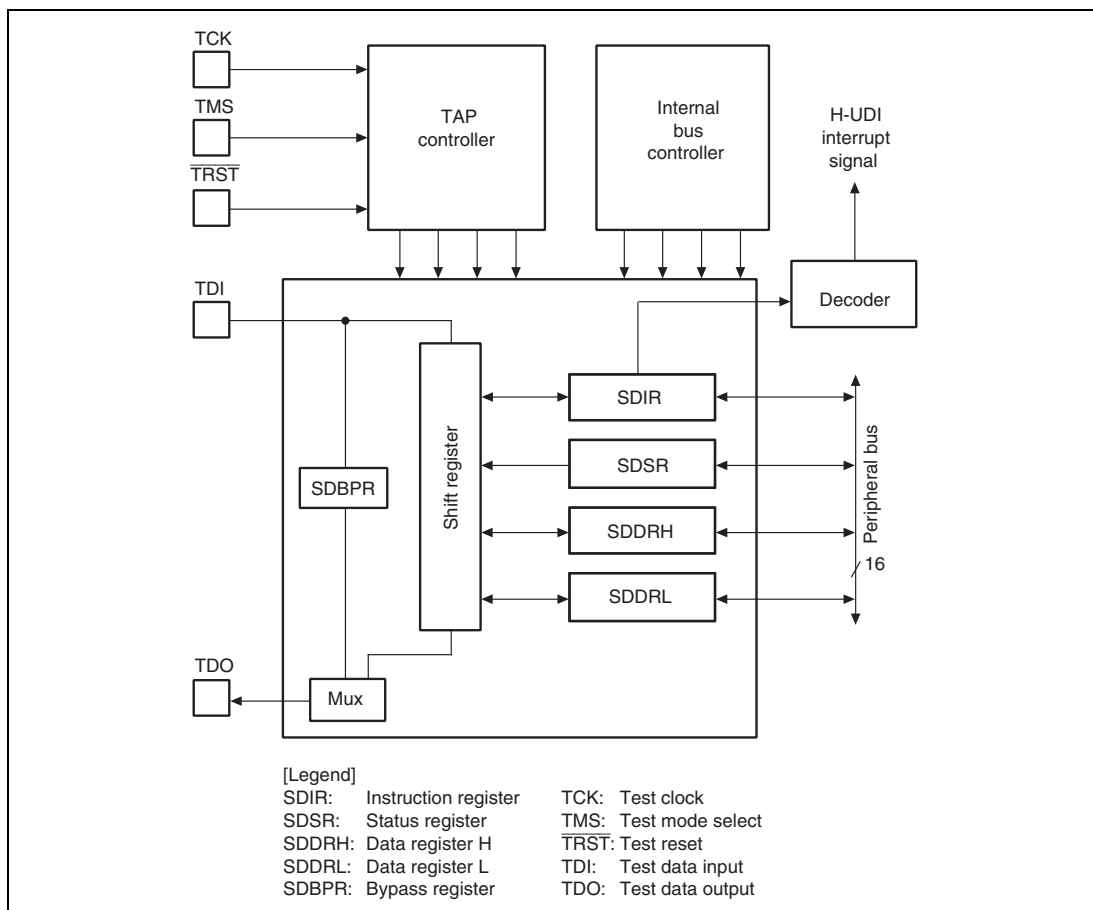 TCK
TMS
TRST
TDI
TDO
TAP
controller
Internal
bus
controller
H-UDI
interrupt
signal
Decoder
Shift register
SDBPR
SDIR
SDSR
SDDRH
SDDRL
Mux
Peripheral bus
16
[Legend]
SDIR: Instruction register
SDSR: Status register
SDDRH: Data register H
SDDRL: Data register L
SDBPR: Bypass register
TCK: Test clock
TMS: Test mode select
TRST: Test reset
TDI: Test data input
TDO: Test data output